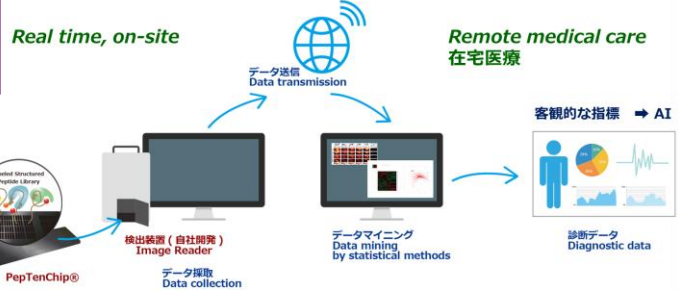 Real time, on-site
データ送信
Data transmission
Remote medical care
在宅医療
客観的な指標 ➡ AI
Structured
Peptide Library
PepTenChip®
検出装置 ( 自社開発 )
Image Reader
データ採取
Data collection
データマイニング
Data mining
by statistical methods
診断データ
Diagnostic data